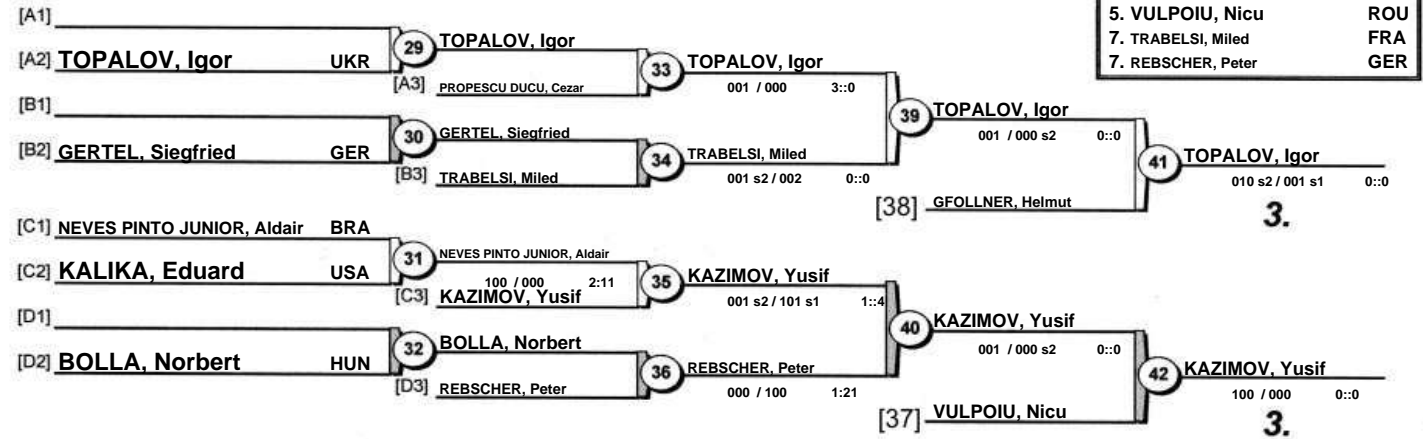 5. VULPOIU, Nicu ROU
7. TRABELSI, Miled FRA
7. REBSCHER, Peter GER
[A1]
[A2] TOPALOV, Igor UKR
29
TOPALOV, Igor
[A3] PROPESCU DUCU, Cezar
33
TOPALOV, Igor
001 / 000 3::0
[B1]
[B2] GERTEL, Siegfried GER
30
GERTEL, Siegfried
[B3] TRABELSI, Miled
34
TRABELSI, Miled
001 s2 / 002 0::0
39
TOPALOV, Igor
001 / 000 s2 0::0
[38] GFOLLNER, Helmut
41
TOPALOV, Igor
010 s2 / 001 s1 0::0
3.
[C1] NEVES PINTO JUNIOR, Aldair BRA
[C2] KALIKA, Eduard USA
31
NEVES PINTO JUNIOR, Aldair
100 / 000 2:11
[C3] KAZIMOV, Yusif
35
KAZIMOV, Yusif
001 s2 / 101 s1 1::4
[D1]
[D2] BOLLA, Norbert HUN
32
BOLLA, Norbert
[D3] REBSCHER, Peter
36
REBSCHER, Peter
000 / 100 1:21
40
KAZIMOV, Yusif
001 / 000 s2 0::0
[37] VULPOIU, Nicu
42
KAZIMOV, Yusif
100 / 000 0::0
3.